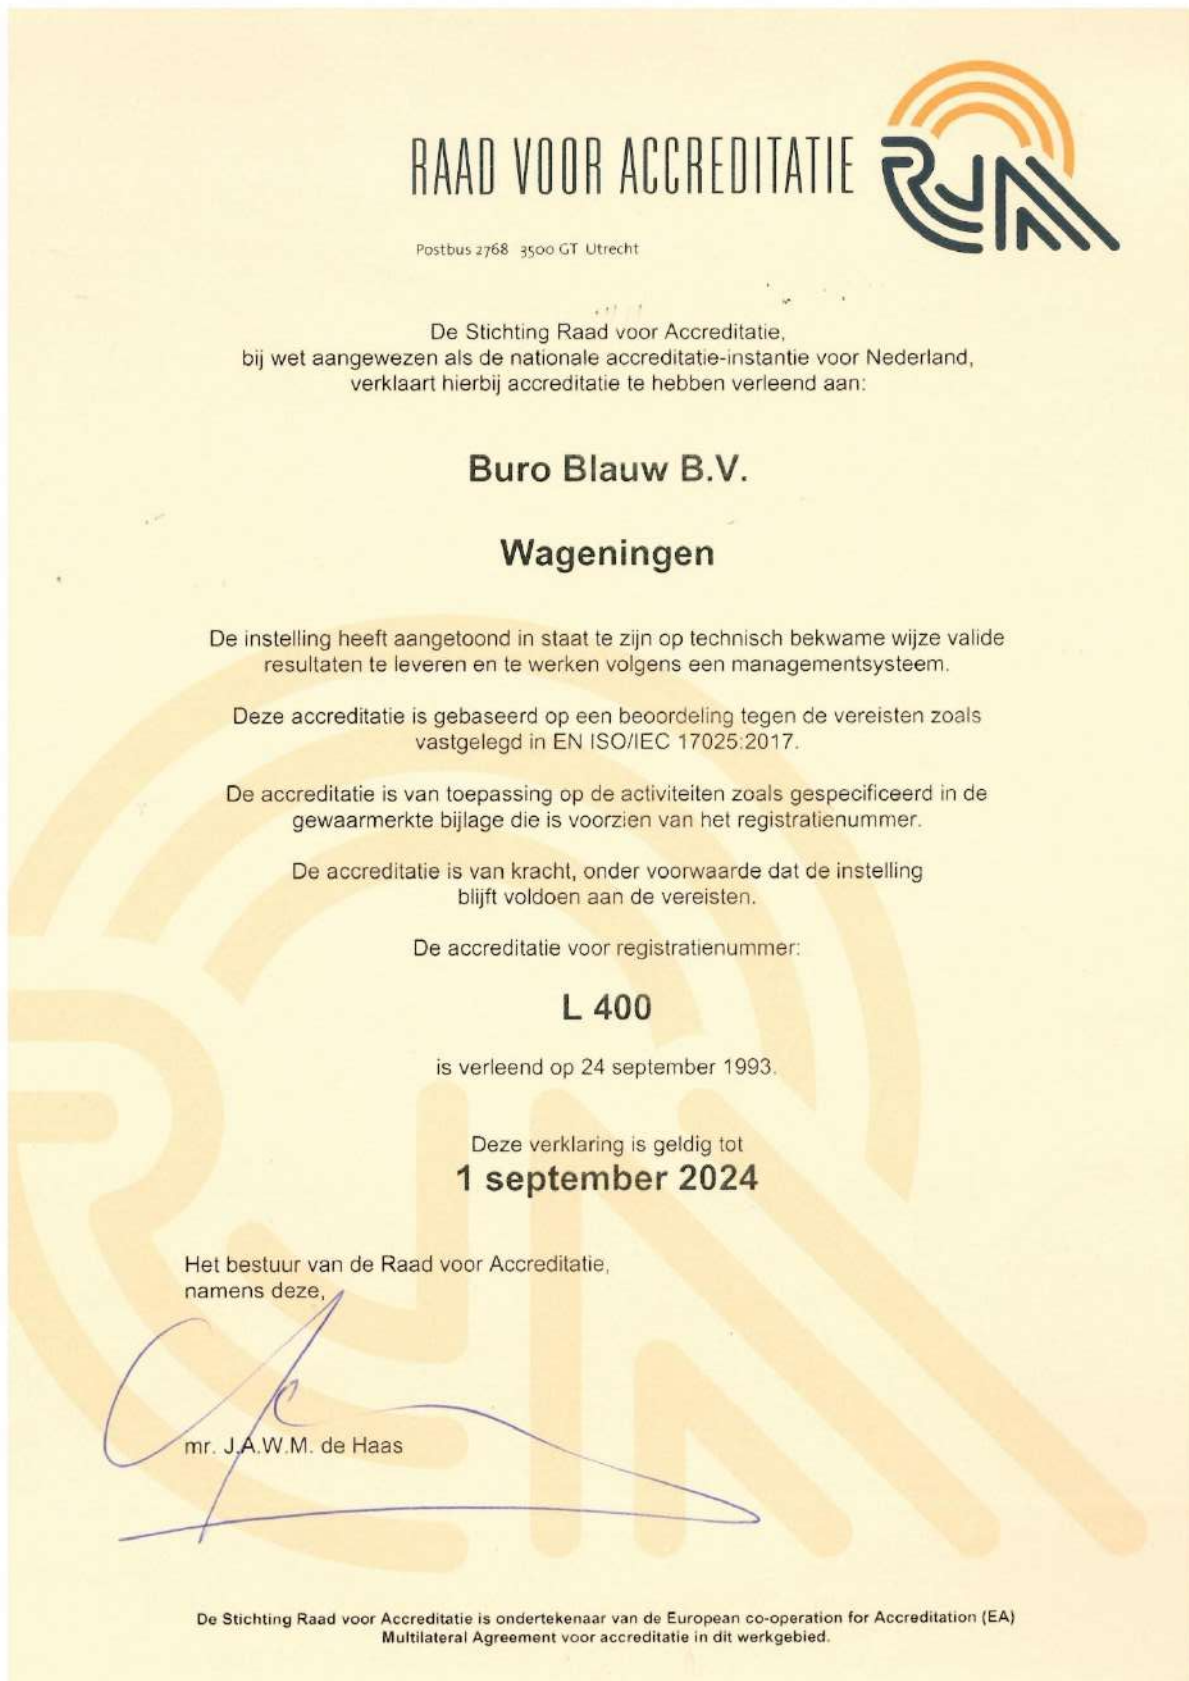 RAAD VOOR ACCREDITATIE
RVA
Postbus 2768 3500 GT Utrecht
De Stichting Raad voor Accreditatie,
bij wet aangewezen als de nationale accreditatie-instantie voor Nederland,
verklaart hierbij accreditatie te hebben verleend aan:
Buro Blauw B.V.
Wageningen
De instelling heeft aangetoond in staat te zijn op technisch bekwame wijze valide
resultaten te leveren en te werken volgens een managementsysteem.
Deze accreditatie is gebaseerd op een beoordeling tegen de vereisten zoals
vastgelegd in EN ISO/IEC 17025:2017.
De accreditatie is van toepassing op de activiteiten zoals gespecificeerd in de
gewaarmerkte bijlage die is voorzien van het registratienummer.
De accreditatie is van kracht, onder voorwaarde dat de instelling
blijft voldoen aan de vereisten.
De accreditatie voor registratienummer:
L 400
is verleend op 24 september 1993.
Deze verklaring is geldig tot
1 september 2024
Het bestuur van de Raad voor Accreditatie,
namens deze,
mr. J.A.W.M. de Haas
De Stichting Raad voor Accreditatie is ondertekenaar van de European co-operation for Accreditation (EA)
Multilateral Agreement voor accreditatie in dit werkgebied.